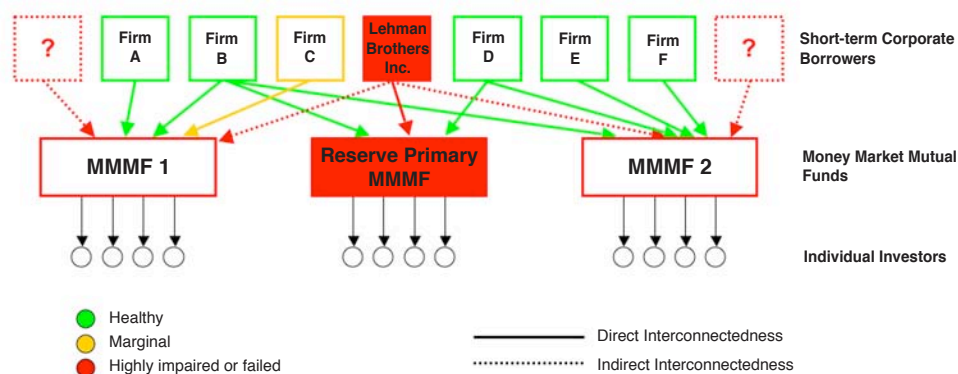 ?
Firm
A
Firm
B
Firm
C
Lehman
Brothers
Inc.
Firm
D
Firm
E
Firm
F
?
Short-term Corporate
Borrowers
MMMF 1
Reserve Primary
MMMF
MMMF 2
Money Market Mutual
Funds
Individual Investors
Healthy
Marginal
Highly impaired or failed
Direct Interconnectedness
Indirect Interconnectedness